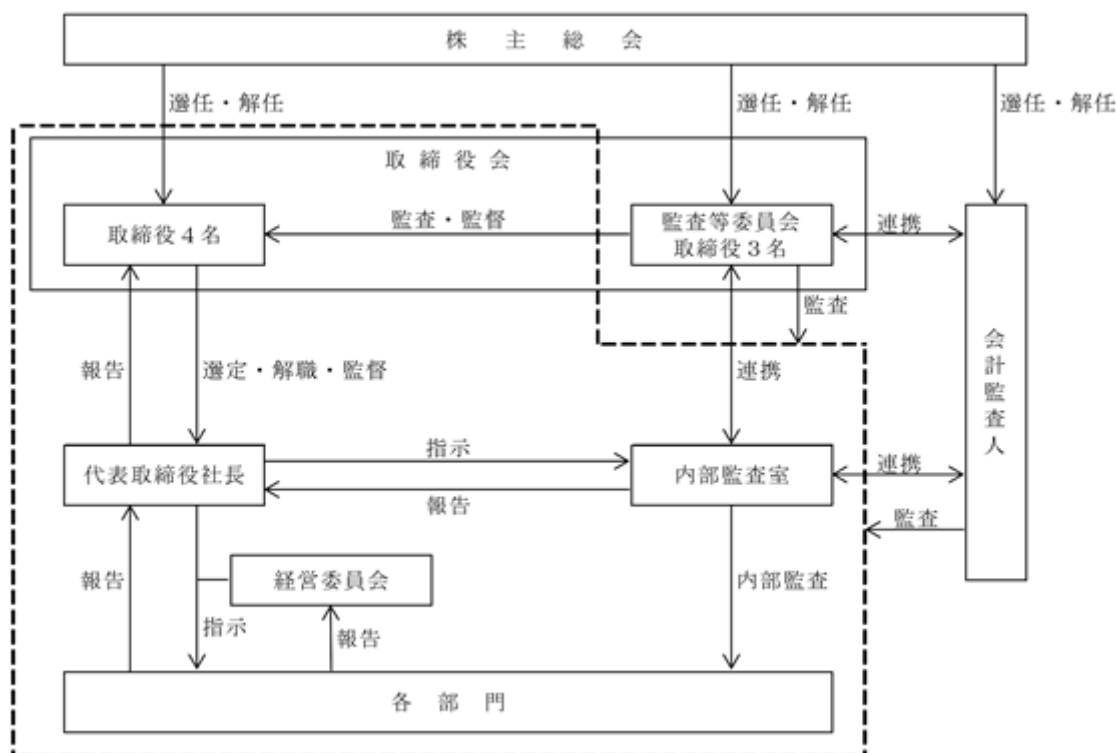 株主総会
選任・解任
選任・解任
選任・解任
取締役会
取締役4名
監査・監督
監査等委員会
取締役3名
連携
監査
会計監査人
報告
選定・解職・監督
連携
代表取締役社長
指示
報告
内部監査室
連携
監査
報告
経営委員会
指示
報告
内部監査
各部門